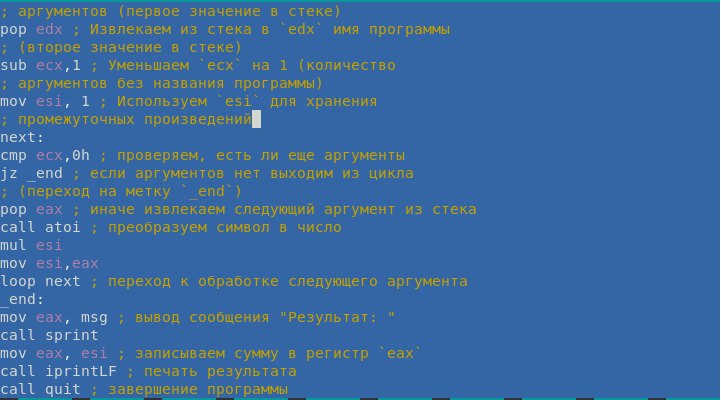 ; аргументов (первое значение в стеке)
pop edx ; Извлекаем из стека в `edx` имя программы
; (второе значение в стеке)
sub ecx,1 ; Уменьшаем `ecx` на 1 (количество
; аргументов без названия программы)
mov esi, 1 ; Используем `esi` для хранения
; промежуточных произведений
next:
cmp ecx,0h ; проверяем, есть ли еще аргументы
jz _end ; если аргументов нет выходим из цикла
; (переход на метку `_end`)
pop eax ; иначе извлекаем следующий аргумент из стека
call atoi ; преобразуем символ в число
mul esi
mov esi,eax
loop next ; переход к обработке следующего аргумента
_end:
mov eax, msg ; вывод сообщения "Результат: "
call sprint
mov eax, esi ; записываем сумму в регистр `eax`
call iprintLF ; печать результата
call quit ; завершение программы